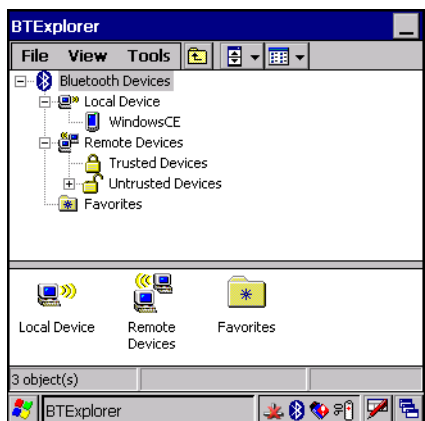 BTExplorer
File View Tools
Bluetooth Devices
Local Device
WindowsCE
Remote Devices
Trusted Devices
Untrusted Devices
Favorites
Local Device
Remote
Devices
Favorites
3 object(s)
BTExplorer